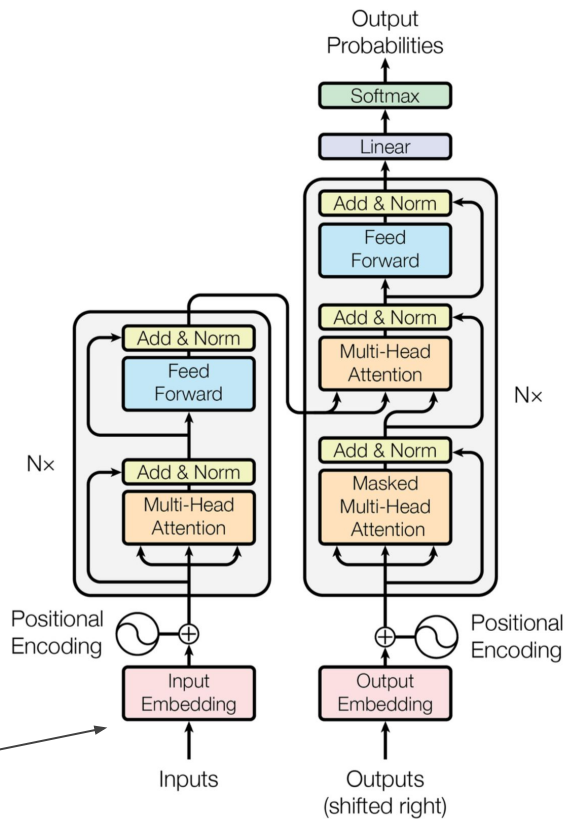 Output
Probabilities
Softmax
Linear
Add & Norm
Feed
Forward
Add & Norm
Multi-Head
Attention
Nx
Add & Norm
Masked
Multi-Head
Attention
Add & Norm
Feed
Forward
Nx
Add & Norm
Multi-Head
Attention
Positional
Encoding
Positional
Encoding
Input
Embedding
Output
Embedding
Inputs
Outputs
(shifted right)